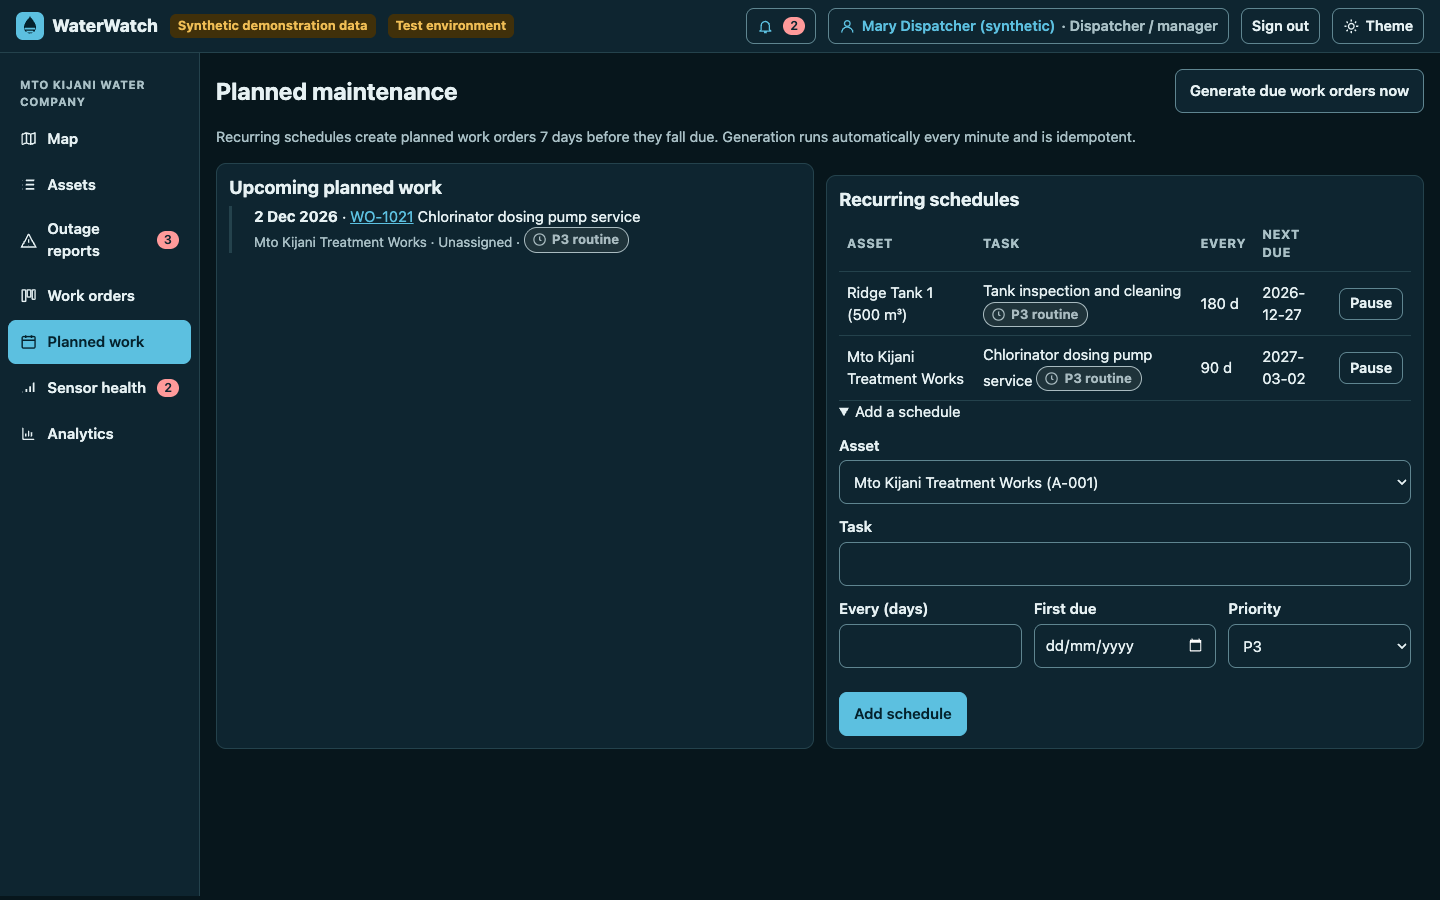 WaterWatch
Synthetic demonstration data
Test environment
2
Mary Dispatcher (synthetic) · Dispatcher / manager
Sign out
Theme
MTO KIJANI WATER
COMPANY
Map
Assets
Outage
reports
3
Work orders
Planned work
Sensor health
2
Analytics
Planned maintenance
Generate due work orders now
Recurring schedules create planned work orders 7 days before they fall due. Generation runs automatically every minute and is idempotent.
Upcoming planned work
2 Dec 2026 · WO-1021 Chlorinator dosing pump service
Mto Kijani Treatment Works · Unassigned · P3 routine
Recurring schedules
ASSET
TASK
EVERY
NEXT
DUE
Ridge Tank 1
(500 m³)
Tank inspection and cleaning
P3 routine
180 d
2026-
12-27
Pause
Mto Kijani
Treatment Works
Chlorinator dosing pump
service P3 routine
90 d
2027-
03-02
Pause
Add a schedule
Asset
Mto Kijani Treatment Works (A-001)
Task
Every (days)
First due
Priority
dd/mm/yyyy
P3
Add schedule